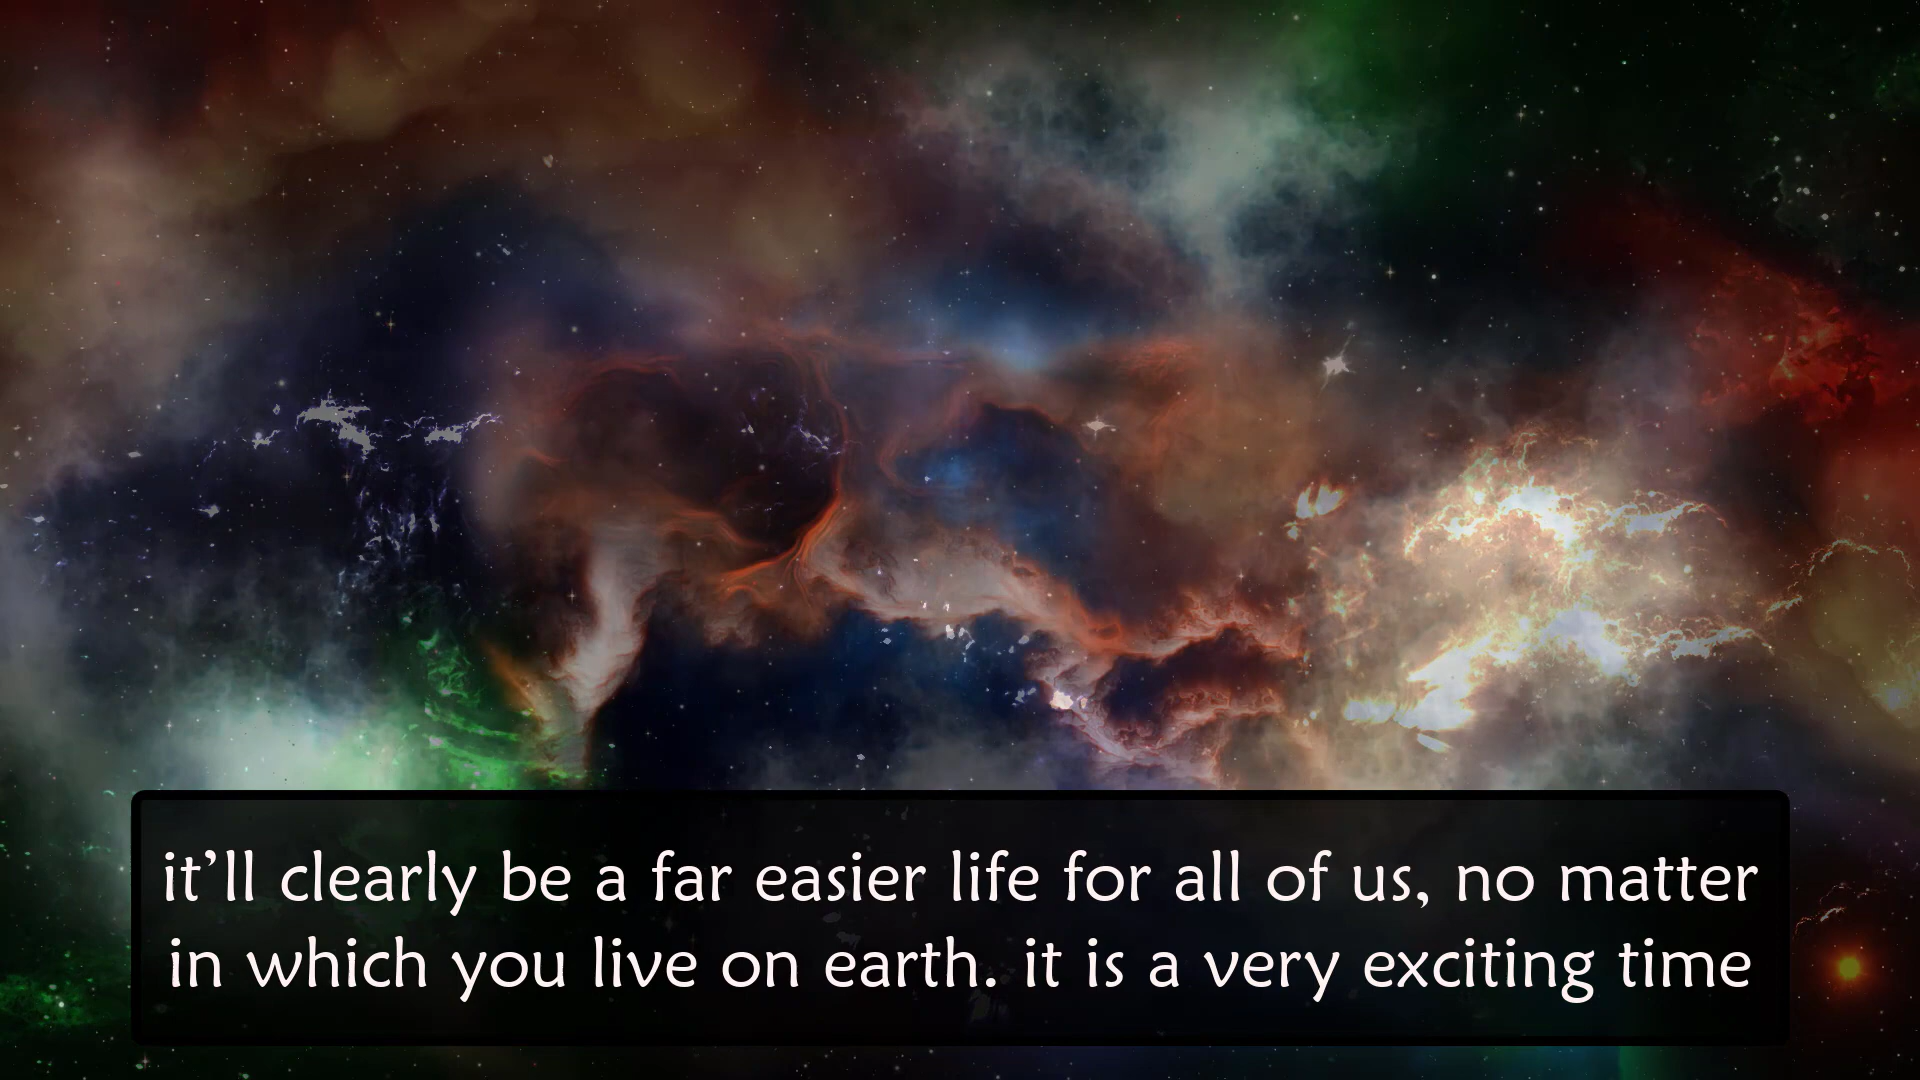 it’ll clearly be a far easier life for all of us, no matter
in which you live on earth. it is a very exciting time